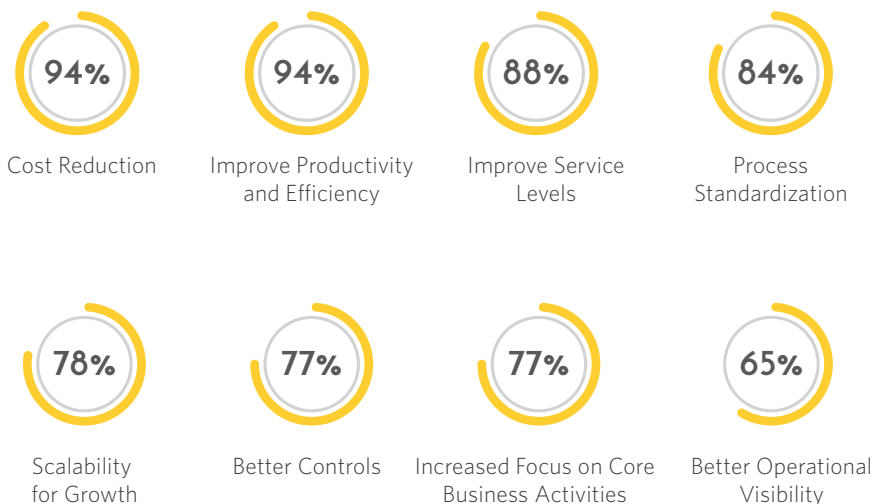 94%
94%
88%
84%
Cost Reduction
Improve Productivity
and Efficiency
Improve Service
Levels
Process
Standardization
78%
77%
77%
65%
Scalability
for Growth
Better Controls
Increased Focus on Core
Business Activities
Better Operational
Visibility